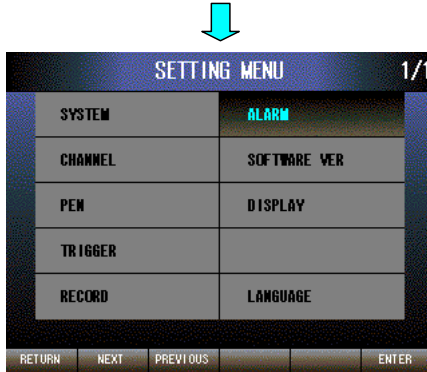 SETTING MENU 1/1
SYSTEM ALARM
CHANNEL SOFTWARE VER
PEN DISPLAY
TRIGGER
RECORD LANGUAGE
RETURN NEXT PREVIOUS ENTER